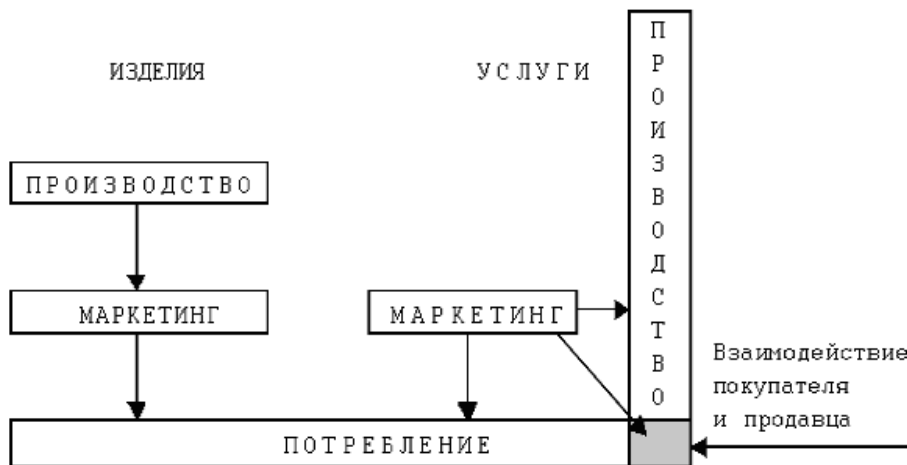 ИЗДЕЛИЯ
УСЛУГИ
ПРОИЗВОДСТВО
ПРОИЗВОДСТВО
МАРКЕТИНГ
МАРКЕТИНГ
Взаимодействие
покупателя
и продавца
ПОТРЕБЛЕНИЕ